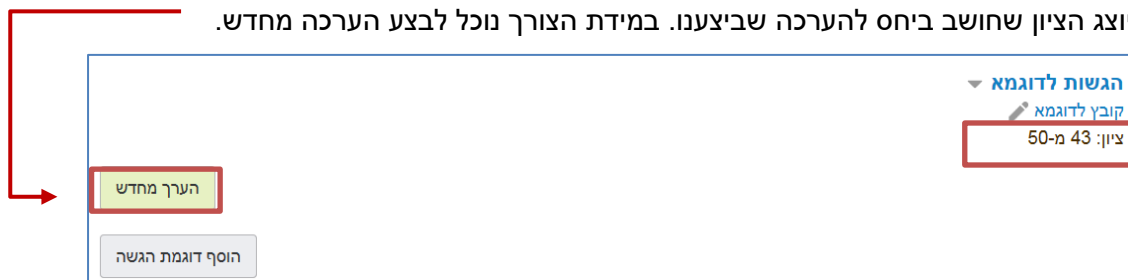 יוצג הציון שחושב ביחס להערכה שביצענו. במידת הצורך נוכל לבצע הערכה מחדש.
הגשות לדוגמא
קובץ לדוגמא
ציון: 43 מ-50
הערך מחדש
הוסף דוגמת הגשה